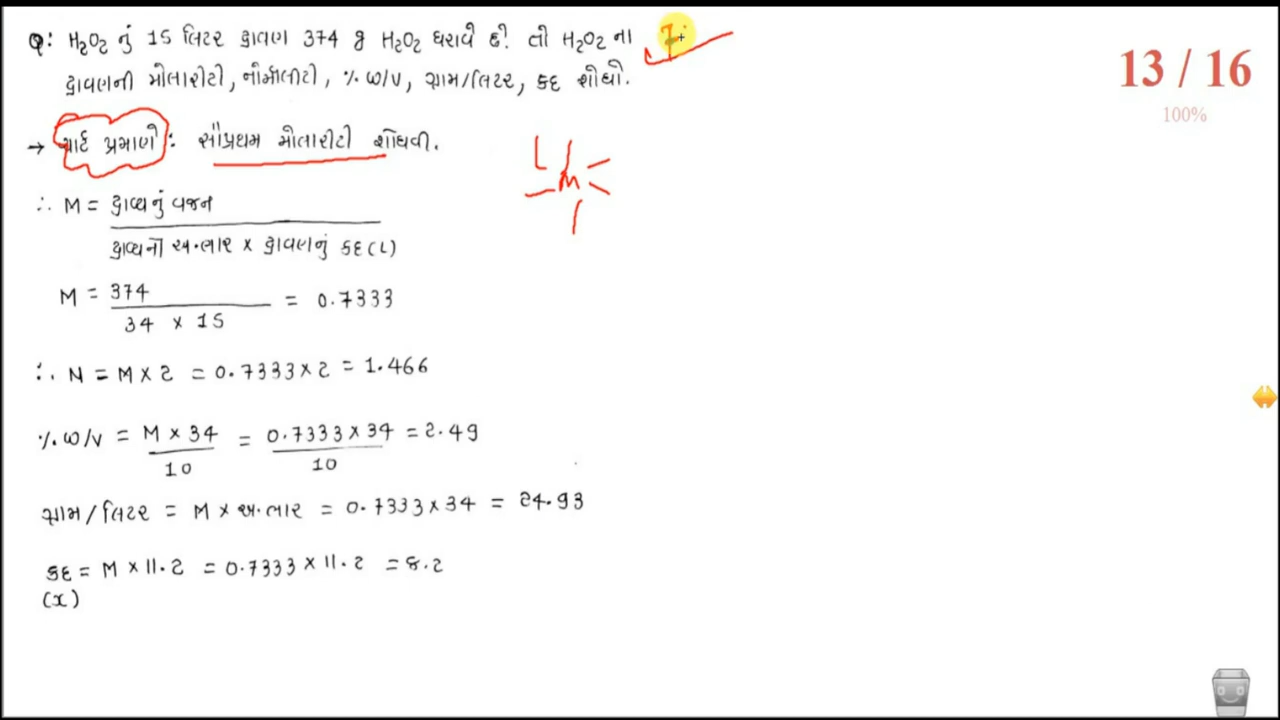 Q: H₂O₂ નું 15 લિટર દ્રાવણ 374 g H₂O₂ ધરાવે છે. તો H₂O₂ ના
દ્રાવણની મોલારીટી, નોર્માલીટી, % w/v, ગ્રામ/લિટર, કદ શોધો.
13 / 16
100%
→ ચાર્ટ પ્રમાણે : સૌપ્રથમ મોલારીટી શોધવી.
M
∴ M = દ્રાવ્યનું વજન
દ્રાવ્યનો અ.ભાર × દ્રાવણનું કદ (L)
M = 374 = 0.7333
34 × 15
∴ N = M × 2 = 0.7333 × 2 = 1.466
% w/v = M × 34 = 0.7333 × 34 = 2.49
10 10
ગ્રામ/લિટર = M × અ.ભાર = 0.7333 × 34 = 24.93
કદ = M × 11.2 = 0.7333 × 11.2 = 8.2
(x)